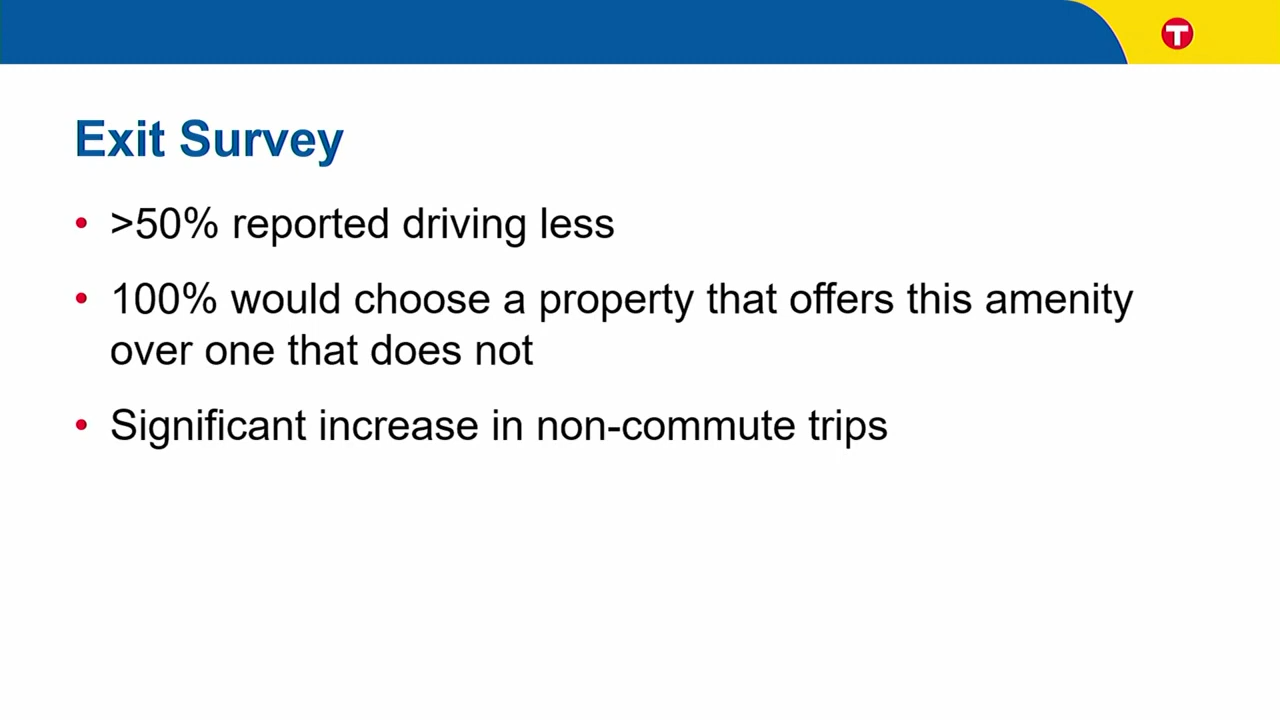 T
Exit Survey
• >50% reported driving less
• 100% would choose a property that offers this amenity
over one that does not
• Significant increase in non-commute trips